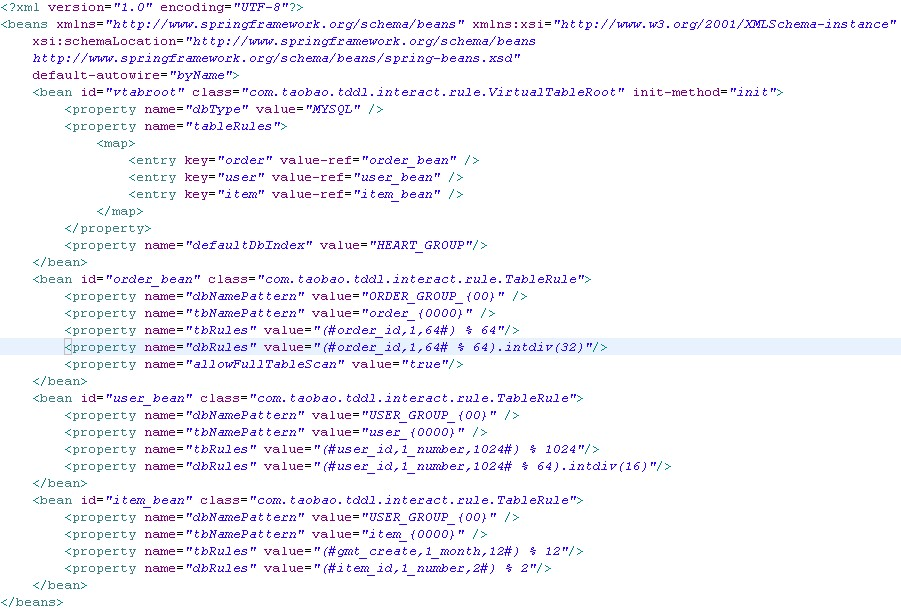 <?xml version="1.0" encoding="UTF-8"?>
<beans xmlns="http://www.springframework.org/schema/beans" xmlns:xsi="http://www.w3.org/2001/XMLSchema-instance"
    xsi:schemaLocation="http://www.springframework.org/schema/beans
    http://www.springframework.org/schema/beans/spring-beans.xsd"
    default-autowire="byName">
    <bean id="vtabroot" class="com.taobao.tddl.interact.rule.VirtualTableRoot" init-method="init">
        <property name="dbType" value="MYSQL" />
        <property name="tableRules">
            <map>
                <entry key="order" value-ref="order_bean" />
                <entry key="user" value-ref="user_bean" />
                <entry key="item" value-ref="item_bean" />
            </map>
        </property>
        <property name="defaultDbIndex" value="HEART_GROUP"/>
    </bean>
    <bean id="order_bean" class="com.taobao.tddl.interact.rule.TableRule">
        <property name="dbNamePattern" value="ORDER_GROUP_{00}" />
        <property name="tbNamePattern" value="order_{0000}" />
        <property name="tbRules" value="(#order_id,1,64#) % 64"/>
        <property name="dbRules" value="(#order_id,1,64# % 64).intdiv(32)"/>
        <property name="allowFullTableScan" value="true"/>
    </bean>
    <bean id="user_bean" class="com.taobao.tddl.interact.rule.TableRule">
        <property name="dbNamePattern" value="USER_GROUP_{00}" />
        <property name="tbNamePattern" value="user_{0000}" />
        <property name="tbRules" value="(#user_id,1_number,1024#) % 1024"/>
        <property name="dbRules" value="(#user_id,1_number,1024# % 64).intdiv(16)"/>
    </bean>
    <bean id="item_bean" class="com.taobao.tddl.interact.rule.TableRule">
        <property name="dbNamePattern" value="USER_GROUP_{00}" />
        <property name="tbNamePattern" value="item_{0000}" />
        <property name="tbRules" value="(#gmt_create,1_month,12#) % 12"/>
        <property name="dbRules" value="(#item_id,1_number,2#) % 2"/>
    </bean>
</beans>